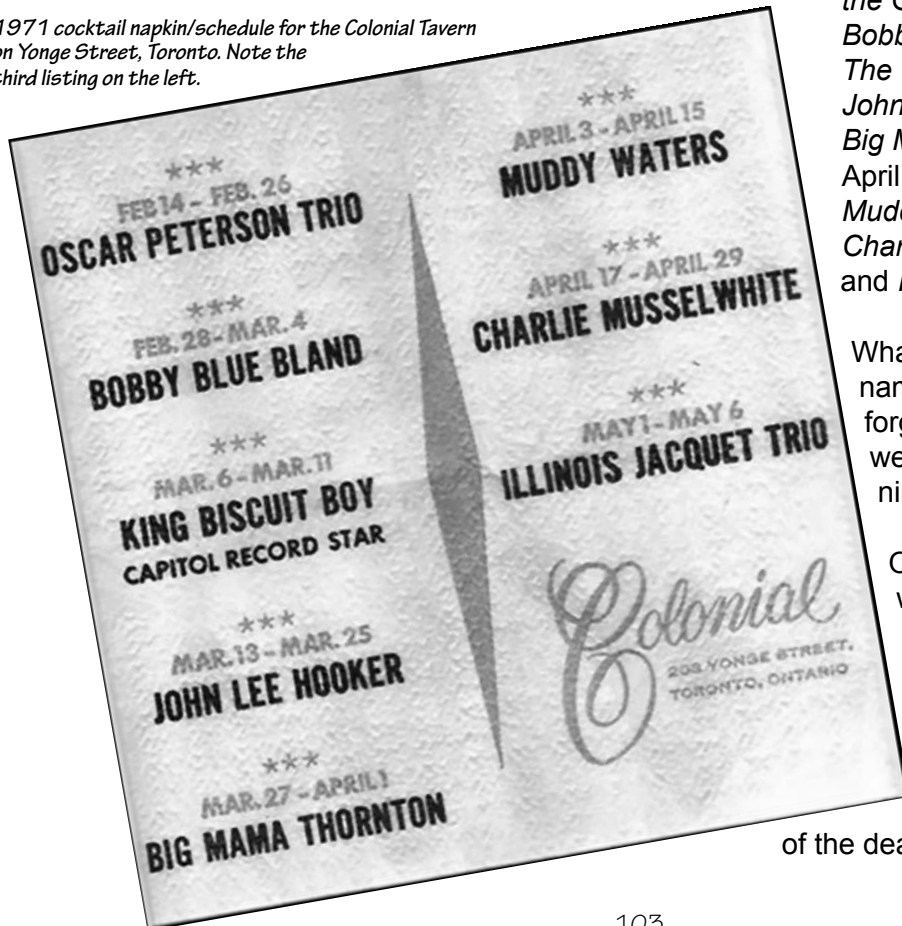 1971 cocktail napkin/schedule for the Colonial Tavern
on Yonge Street, Toronto. Note the
third listing on the left.
***
FEB 14 - FEB. 26
OSCAR PETERSON TRIO
***
FEB. 28 - MAR. 4
BOBBY BLUE BLAND
***
MAR. 6 - MAR. 11
KING BISCUIT BOY
CAPITOL RECORD STAR
***
MAR. 13 - MAR. 25
JOHN LEE HOOKER
***
MAR. 27 - APRIL 1
BIG MAMA THORNTON
***
APRIL 3 - APRIL 15
MUDDY WATERS
***
APRIL 17 - APRIL 29
CHARLIE MUSSELWHITE
***
MAY 1 - MAY 6
ILLINOIS JACQUET TRIO
Colonial
203 YONGE STREET,
TORONTO, ONTARIO
the
Bobb
The
John
Big M
April
Mudd
Char
and
Wha
nam
forg
we
nin
of the dea
103